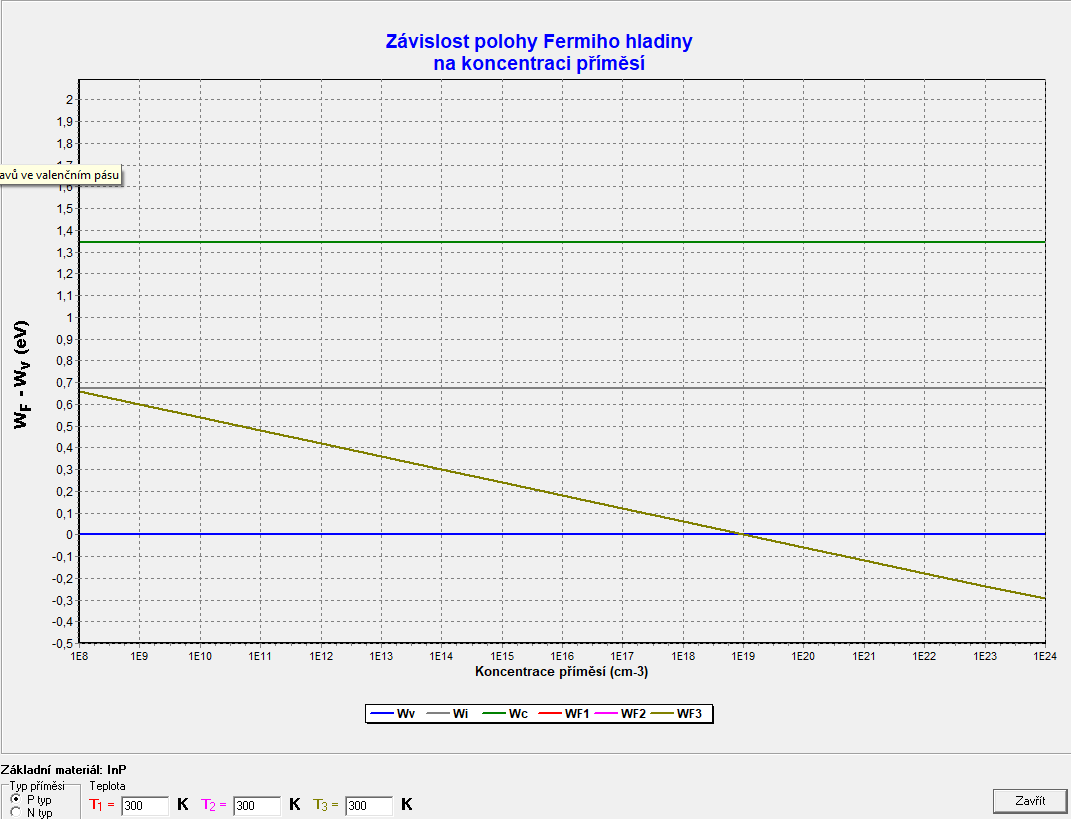 Závislost polohy Fermiho hladiny
na koncentraci příměsí
2
1,9
1,8
1,7
avů ve valenčním pásu
1,6
1,5
1,4
1,3
1,2
1,1
1
0,9
0,8
0,7
0,6
0,5
0,4
0,3
0,2
0,1
0
-0,1
-0,2
-0,3
-0,4
-0,5
W_F - W_V (eV)
1E8 1E9 1E10 1E11 1E12 1E13 1E14 1E15 1E16 1E17 1E18 1E19 1E20 1E21 1E22 1E23 1E24
Koncentrace příměsí (cm-3)
Wv Wi Wc WF1 WF2 WF3
Základní materiál: InP
Typ příměsi
P typ
N typ
Teplota
T1 = 300 K T2 = 300 K T3 = 300 K
Zavřít